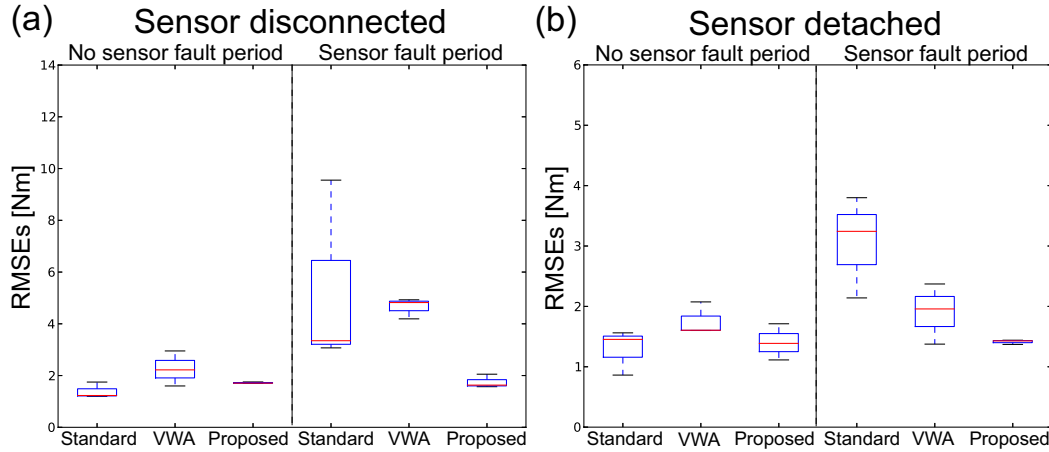 (a) Sensor disconnected
No sensor fault period Sensor fault period
RMSEs [Nm]
14
12
10
8
6
4
2
0
Standard VWA Proposed Standard VWA Proposed
(b) Sensor detached
No sensor fault period Sensor fault period
RMSEs [Nm]
6
5
4
3
2
1
0
Standard VWA Proposed Standard VWA Proposed